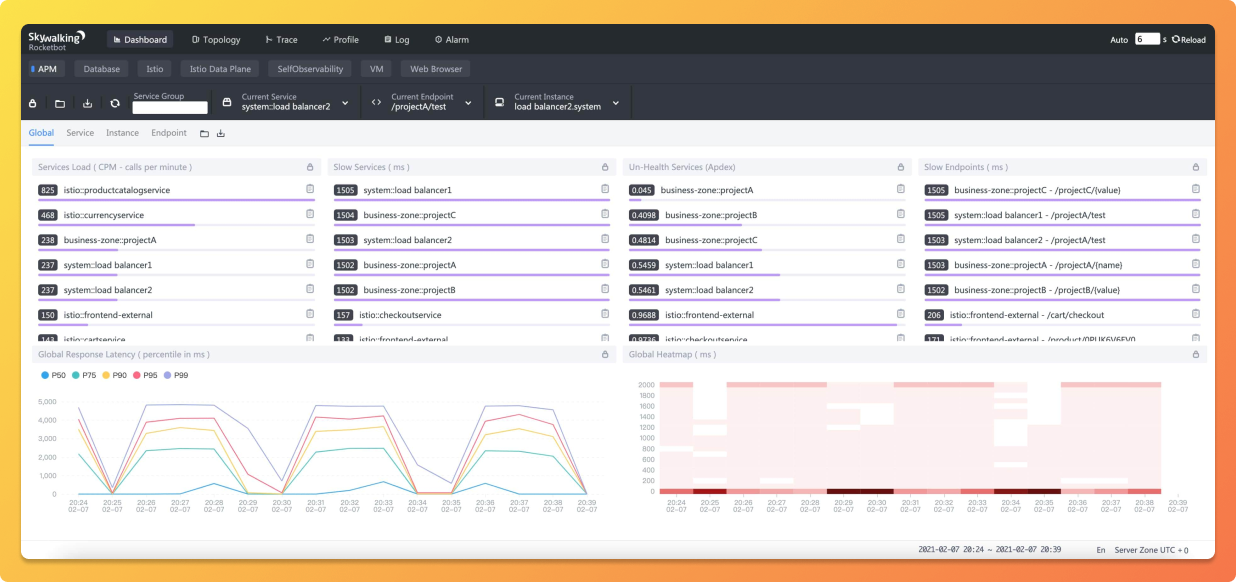 Skywalking
Rocketbot
Dashboard Topology Trace Profile Log Alarm
Auto 6 s Reload
APM Database Istio Istio Data Plane SelfObservability VM Web Browser
Service Group
Current Service
system::load balancer2
Current Endpoint
/projectA/test
Current Instance
load balancer2.system
Global Service Instance Endpoint
Services Load ( CPM - calls per minute )
825 istio::productcatalogservice
468 istio::currencyservice
238 business-zone::projectA
237 system::load balancer1
237 system::load balancer2
150 istio::frontend-external
143 istio::cartservice
Slow Services ( ms )
1505 system::load balancer1
1504 business-zone::projectC
1503 system::load balancer2
1502 business-zone::projectA
1502 business-zone::projectB
157 istio::checkoutservice
133 istio::frontend-external
Un-Health Services (Apdex)
0.045 business-zone::projectA
0.4098 business-zone::projectB
0.4814 business-zone::projectC
0.5459 system::load balancer1
0.5461 system::load balancer2
0.9688 istio::frontend-external
0.9736 istio::checkoutservice
Slow Endpoints ( ms )
1505 business-zone::projectC - /projectC/{value}
1505 system::load balancer1 - /projectA/test
1503 system::load balancer2 - /projectA/test
1503 business-zone::projectA - /projectA/{name}
1502 business-zone::projectB - /projectB/{value}
206 istio::frontend-external - /cart/checkout
171 istio::frontend-external - /product/0PUK6V6EV0
Global Response Latency ( percentile in ms )
P50 P75 P90 P95 P99
5,000
4,000
3,000
2,000
1,000
0
20:24 20:25 20:26 20:27 20:28 20:29 20:30 20:31 20:32 20:33 20:34 20:35 20:36 20:37 20:38 20:39
02-07 02-07 02-07 02-07 02-07 02-07 02-07 02-07 02-07 02-07 02-07 02-07 02-07 02-07 02-07 02-07
Global Heatmap ( ms )
2000
1800
1600
1400
1200
1000
800
600
400
200
0
20:24 20:25 20:26 20:27 20:28 20:29 20:30 20:31 20:32 20:33 20:34 20:35 20:36 20:37 20:38 20:39
02-07 02-07 02-07 02-07 02-07 02-07 02-07 02-07 02-07 02-07 02-07 02-07 02-07 02-07 02-07 02-07
2021-02-07 20:24 ~ 2021-02-07 20:39 En Server Zone UTC + 0